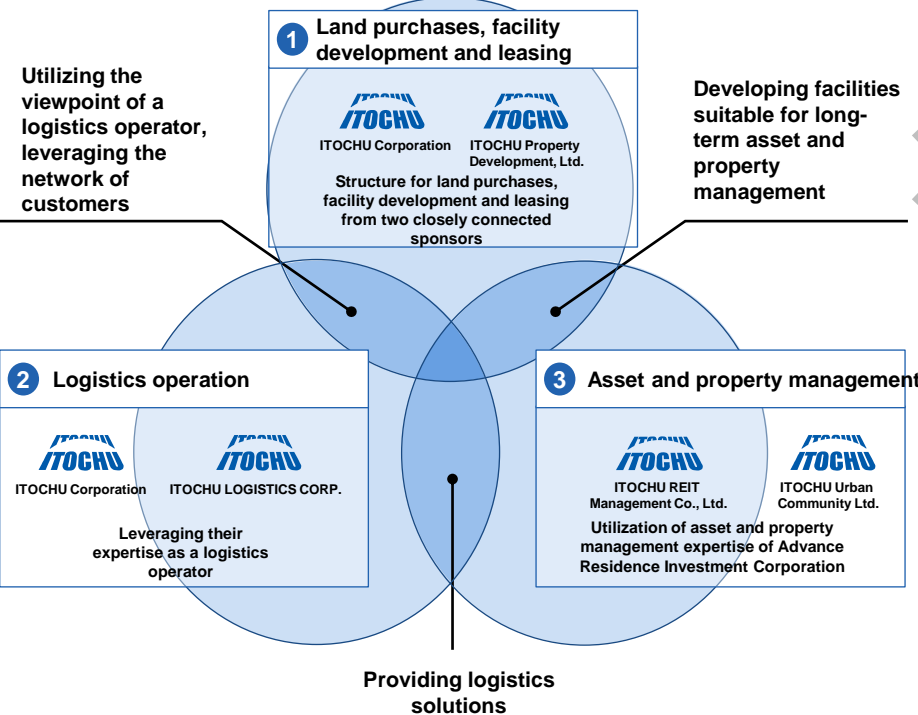 1
Land purchases, facility
development and leasing
ITOCHU
ITOCHU
ITOCHU Corporation
ITOCHU Property
Development, Ltd.
Structure for land purchases,
facility development and leasing
from two closely connected
sponsors
Utilizing the
viewpoint of a
logistics operator,
leveraging the
network of
customers
Developing facilities
suitable for long-
term asset and
property
management
2
Logistics operation
ITOCHU
ITOCHU
ITOCHU Corporation
ITOCHU LOGISTICS CORP.
Leveraging their
expertise as a logistics
operator
3
Asset and property management
ITOCHU
ITOCHU
ITOCHU REIT
Management Co., Ltd.
ITOCHU Urban
Community Ltd.
Utilization of asset and property
management expertise of Advance
Residence Investment Corporation
Providing logistics
solutions